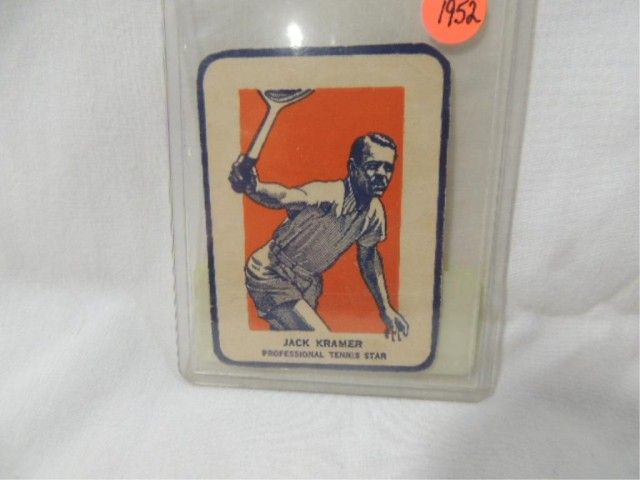 1952
JACK KRAMER
PROFESSIONAL TENNIS STAR